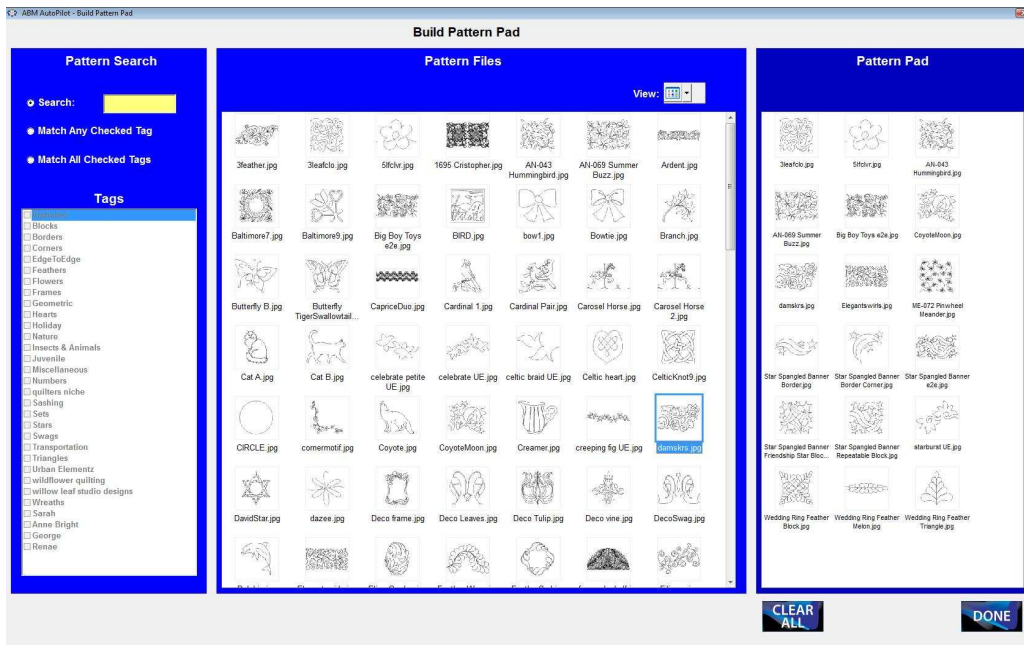 ABM AutoPilot - Build Pattern Pad
Build Pattern Pad
Pattern Search
Search:
Match Any Checked Tag
Match All Checked Tags
Tags
Blocks
Borders
Corners
EdgeToEdge
Feathers
Flowers
Frames
Geometric
Hearts
Holiday
Nature
Insects & Animals
Juvenile
Miscellaneous
Numbers
quilters niche
Sashing
Sets
Stars
Swags
Transportation
Triangles
Urban Elementz
wildflower quilting
willow leaf studio designs
Wreaths
Sarah
Anne Bright
George
Renae
Pattern Files
View:
3feather.jpg 3leafclo.jpg 5lfclvr.jpg 1695 Cristopher.jpg AN-043 AN-069 Summer Ardent.jpg
Hummingbird.jpg Buzz.jpg
Baltimore7.jpg Baltimore9.jpg Big Boy Toys BIRD.jpg bow1.jpg Bowtie.jpg Branch.jpg
e2e.jpg
Butterfly B.jpg Butterfly CapriceDuo.jpg Cardinal 1.jpg Cardinal Pair.jpg Carosel Horse.jpg Carosel Horse
TigerSwallowtail... 2.jpg
Cat A.jpg Cat B.jpg celebrate petite celebrate UE.jpg celtic braid UE.jpg Celtic heart.jpg CelticKnot9.jpg
UE.jpg
CIRCLE.jpg cornermotif.jpg Coyote.jpg CoyoteMoon.jpg Creamer.jpg creeping fig UE.jpg damskrs.jpg
DavidStar.jpg dazee.jpg Deco frame.jpg Deco Leaves.jpg Deco Tulip.jpg Deco vine.jpg DecoSwag.jpg
Pattern Pad
3leafclo.jpg 5lfclvr.jpg AN-043
Hummingbird.jpg
AN-069 Summer Big Boy Toys e2e.jpg CoyoteMoon.jpg
Buzz.jpg
damskrs.jpg Elegantswirls.jpg ME-072 Pinwheel
Meander.jpg
Star Spangled Banner Star Spangled Banner Star Spangled Banner
Border.jpg Border Corner.jpg e2e.jpg
Star Spangled Banner Star Spangled Banner starburst UE.jpg
Friendship Star Bloc... Repeatable Block.jpg
Wedding Ring Feather Wedding Ring Feather Wedding Ring Feather
Block.jpg Melon.jpg Triangle.jpg
CLEAR
ALL
DONE